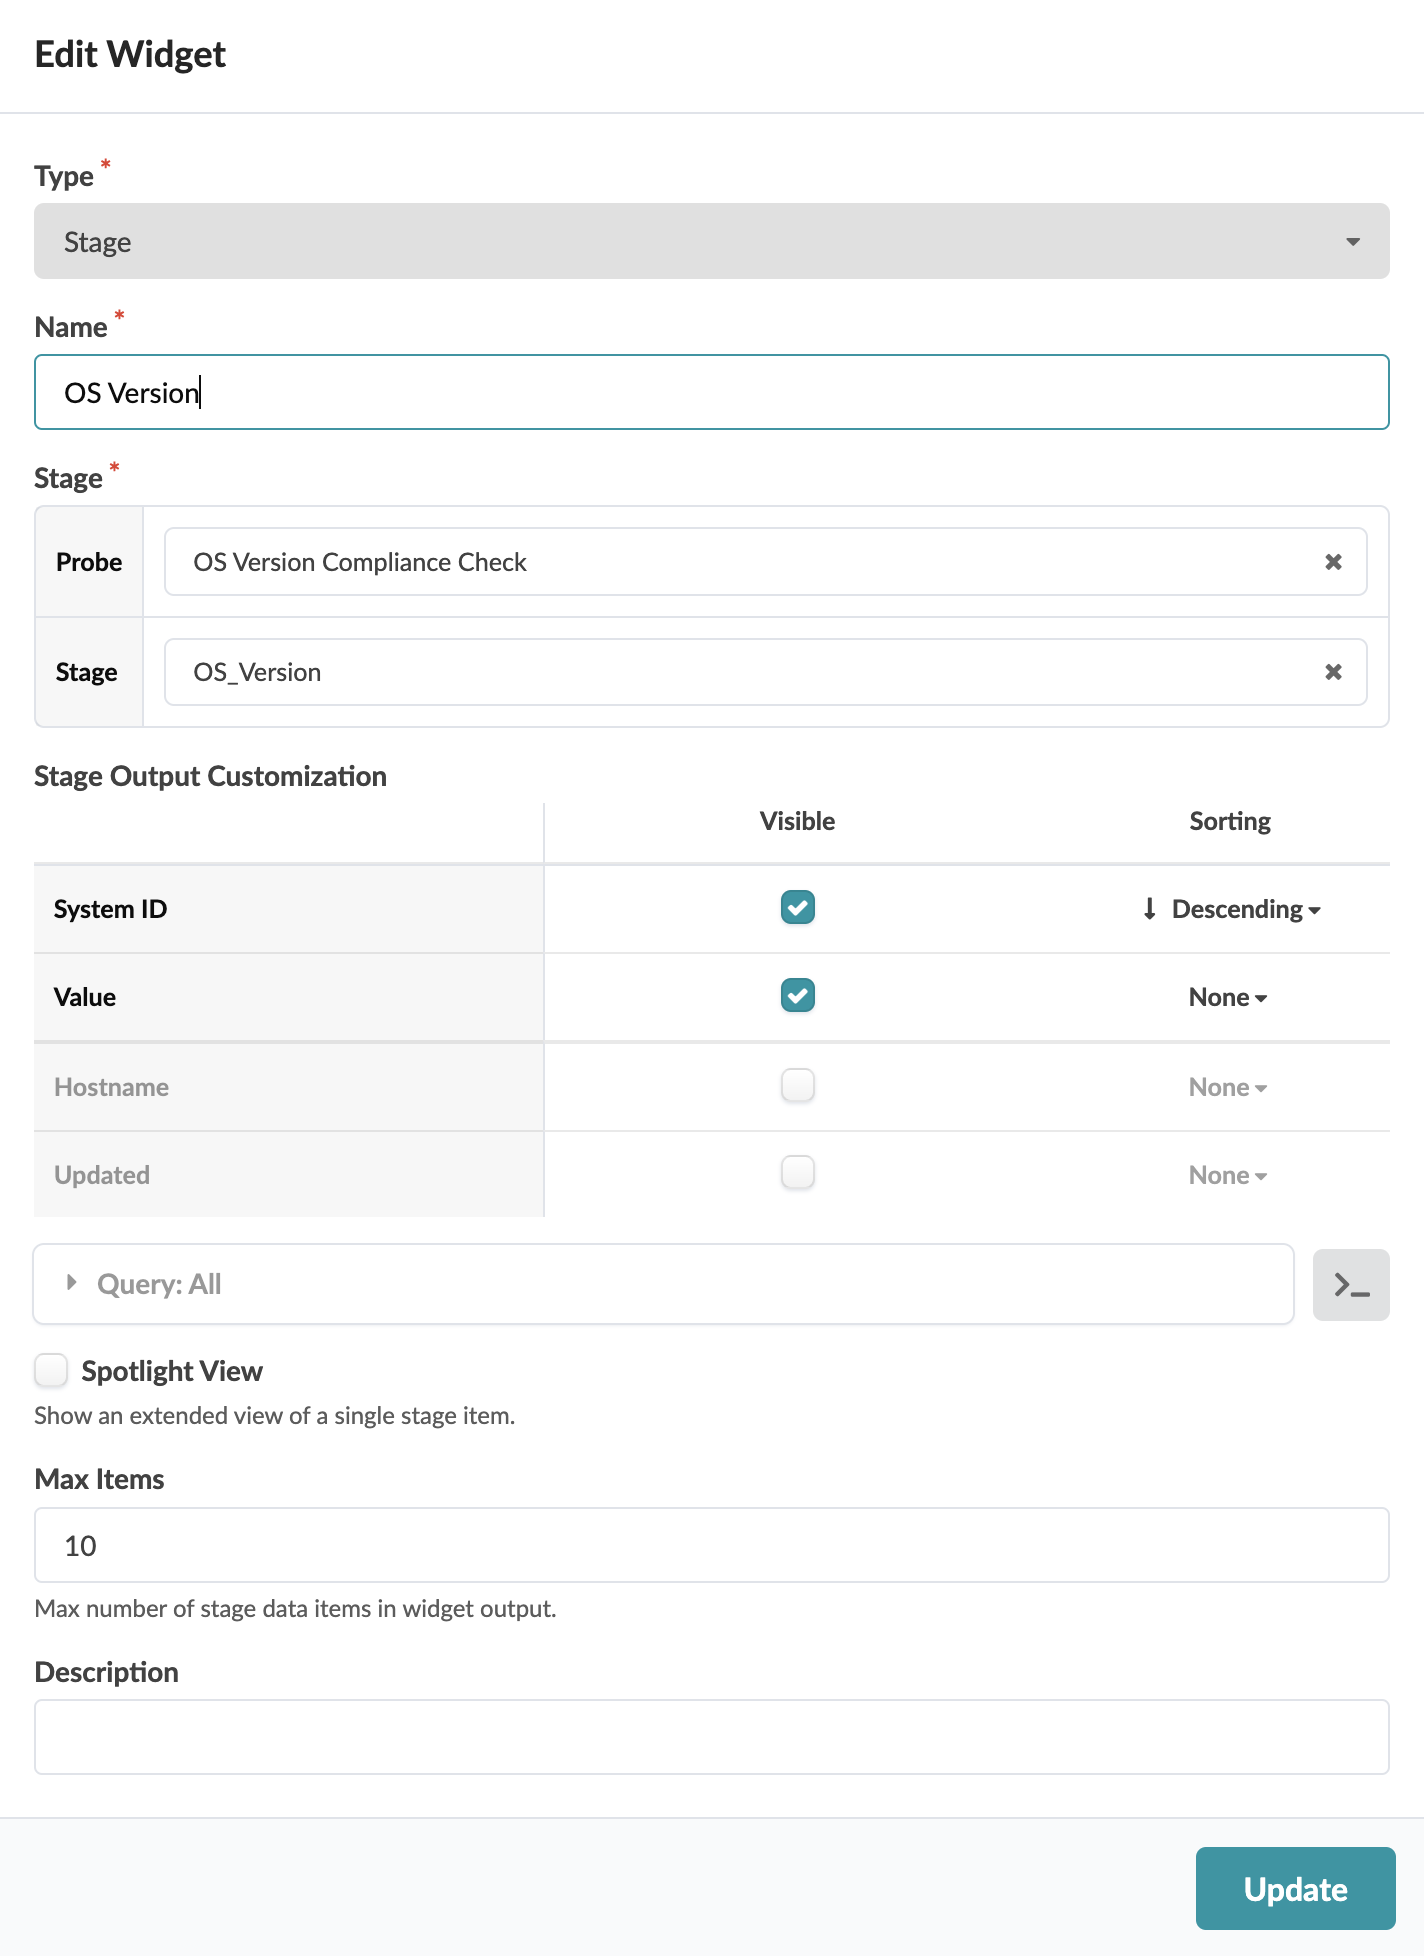 Edit Widget
Type *
Stage
Name *
OS Version
Stage *
Probe OS Version Compliance Check
Stage OS_Version
Stage Output Customization
Visible Sorting
System ID Descending
Value None
Hostname None
Updated None
Query: All >_
Spotlight View
Show an extended view of a single stage item.
Max Items
10
Max number of stage data items in widget output.
Description
Update